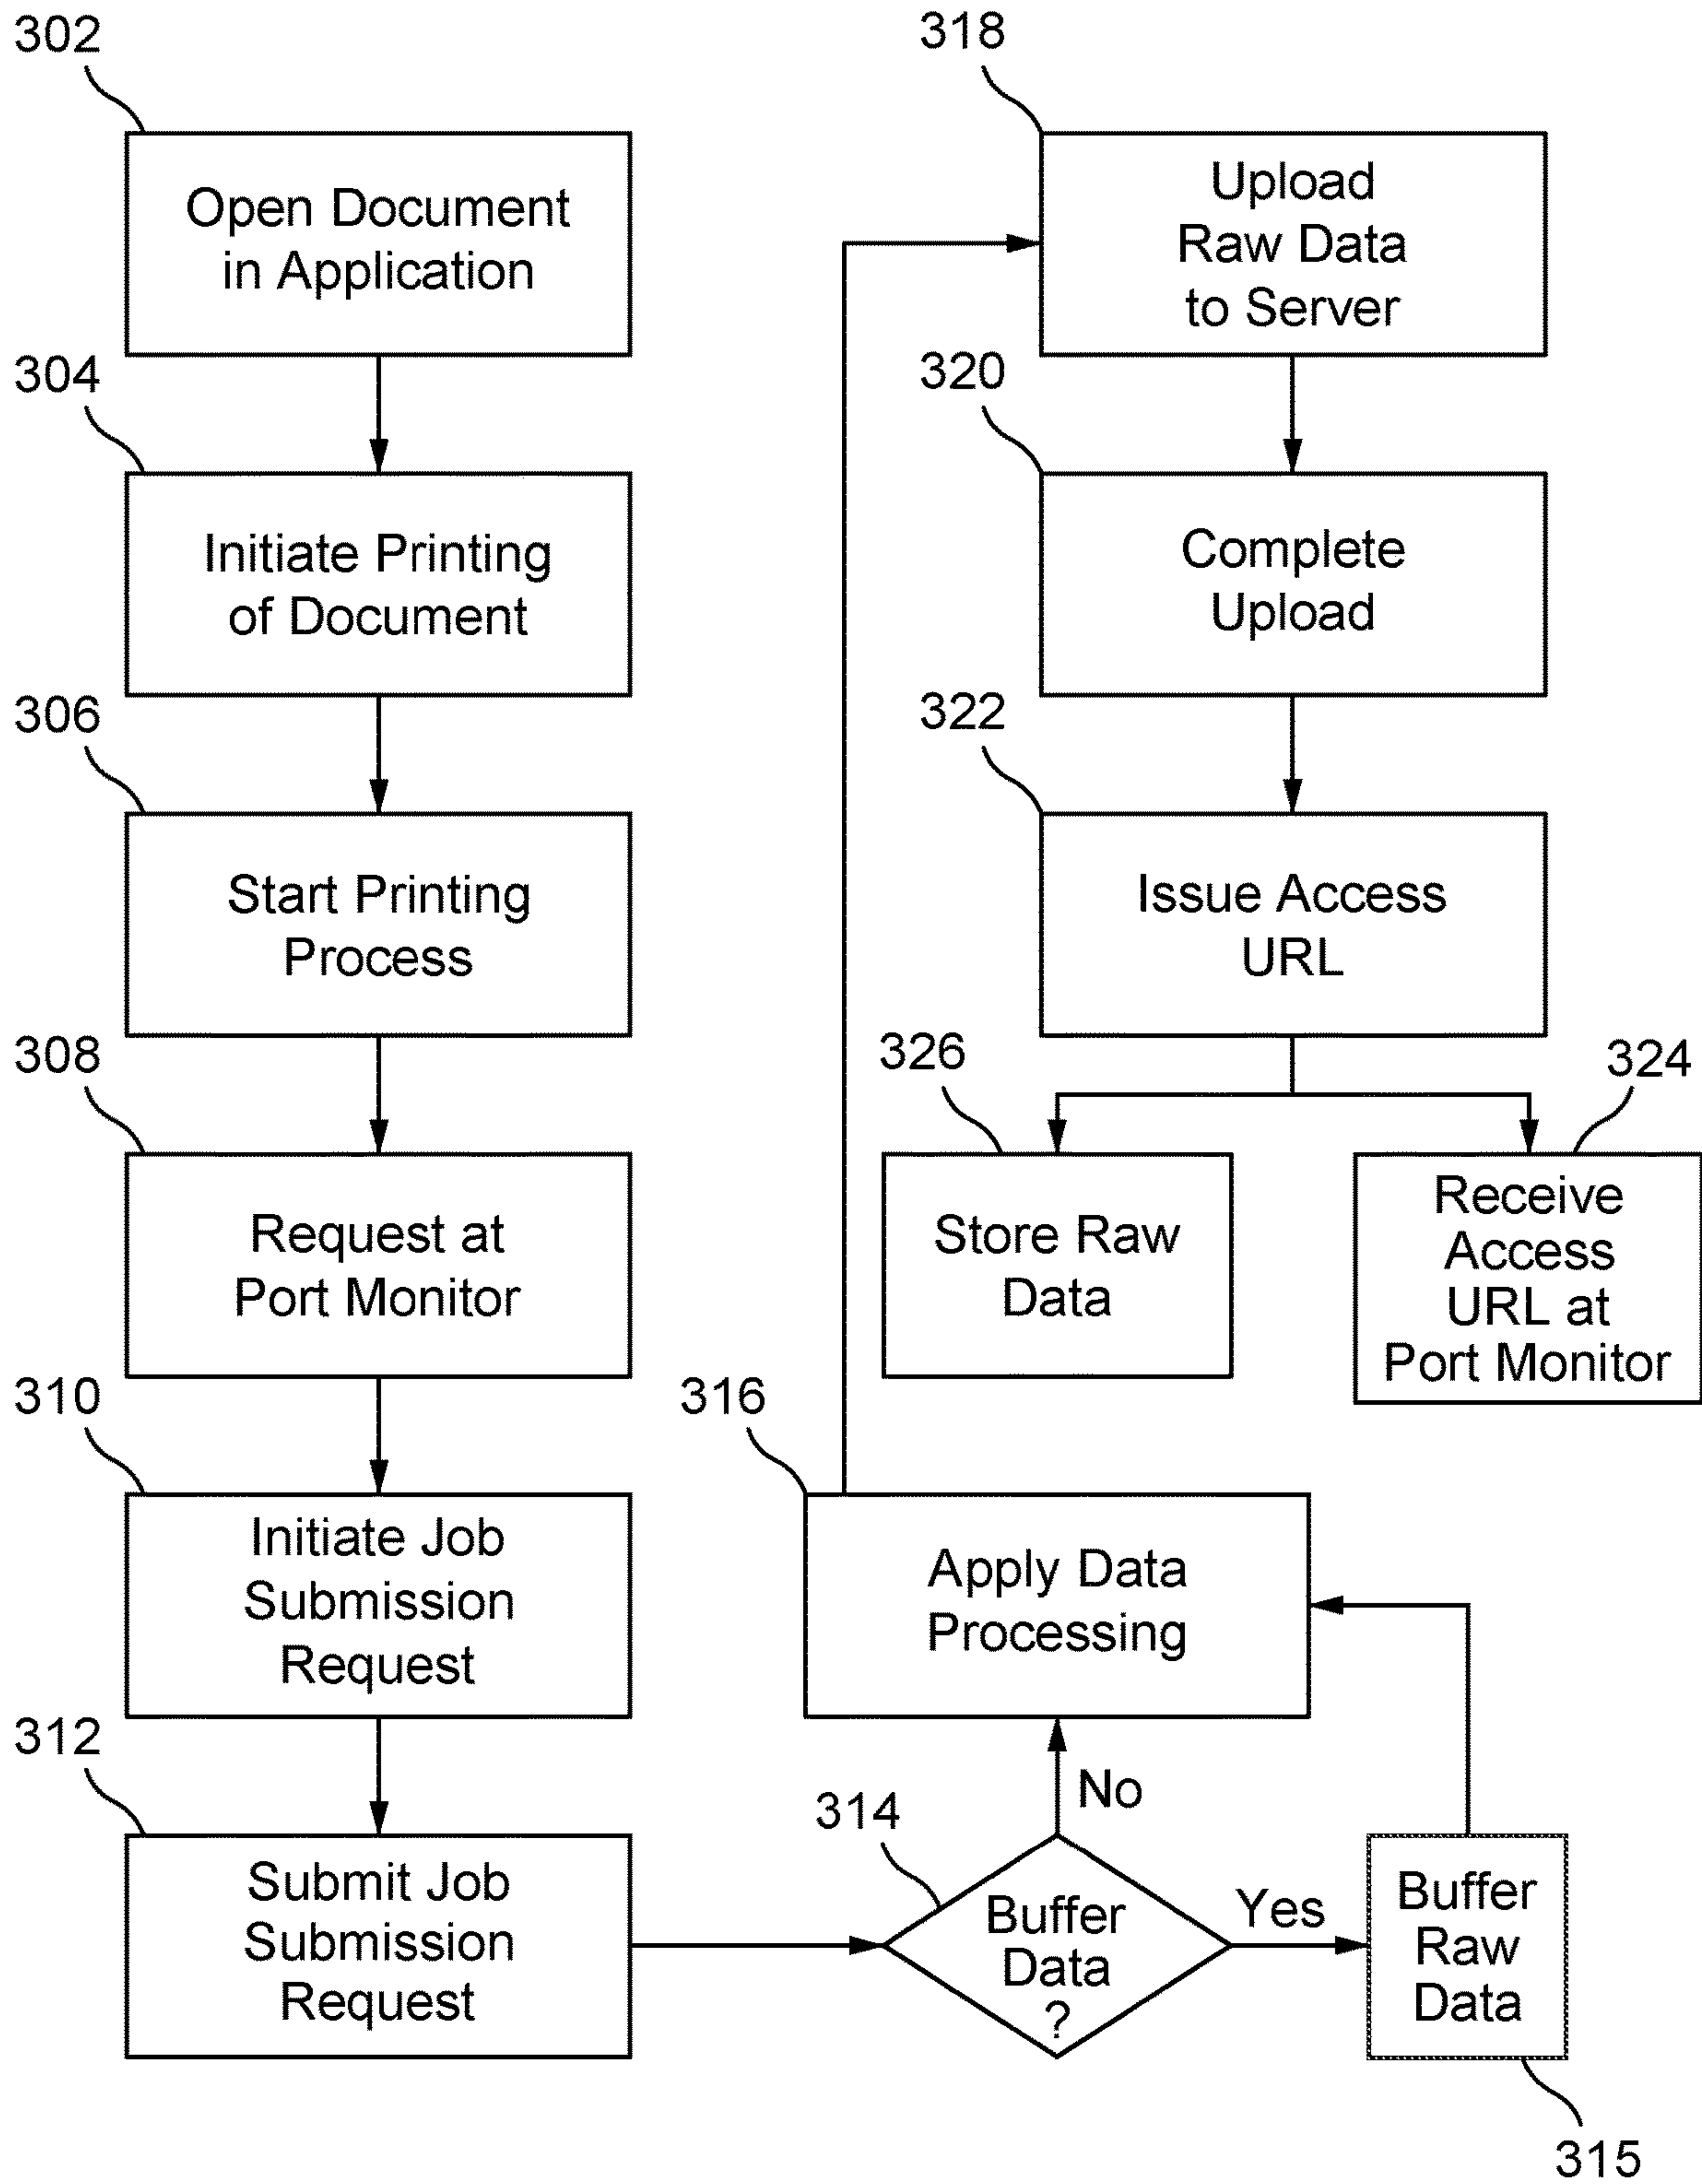 302
Open Document
in Application
304
Initiate Printing
of Document
306
Start Printing
Process
308
Request at
Port Monitor
310
Initiate Job
Submission
Request
312
Submit Job
Submission
Request
314
Buffer
Data
?
No
Yes
Buffer
Raw
Data
315
316
Apply Data
Processing
318
Upload
Raw Data
to Server
320
Complete
Upload
322
Issue Access
URL
326
Store Raw
Data
324
Receive
Access
URL at
Port Monitor